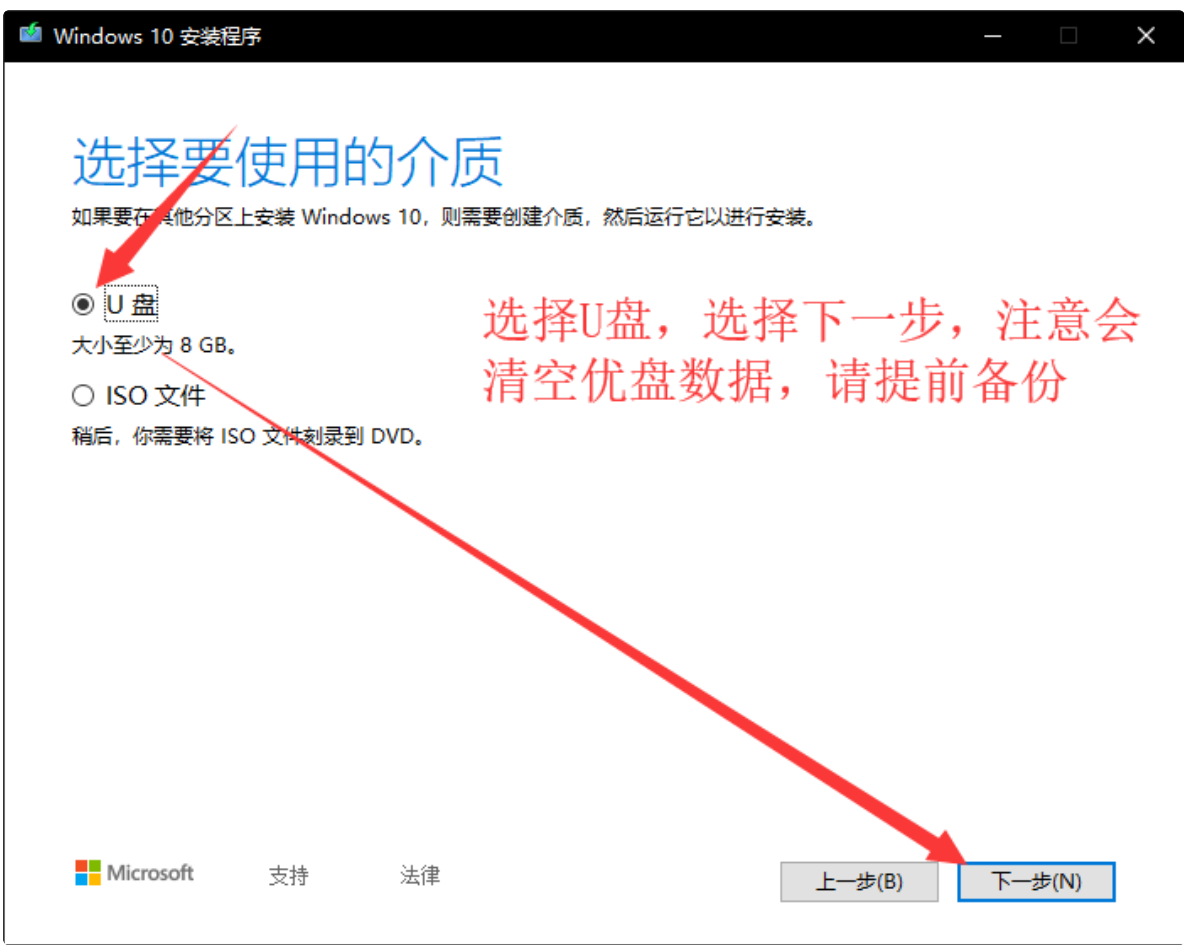 Windows 10 安装程序
选择要使用的介质
如果要在其他分区上安装 Windows 10，则需要创建介质，然后运行它以进行安装。
U 盘
大小至少为 8 GB。
选择U盘，选择下一步，注意会
清空优盘数据，请提前备份
ISO 文件
稍后，你需要将 ISO 文件刻录到 DVD。
Microsoft 支持 法律 上一步(B) 下一步(N)